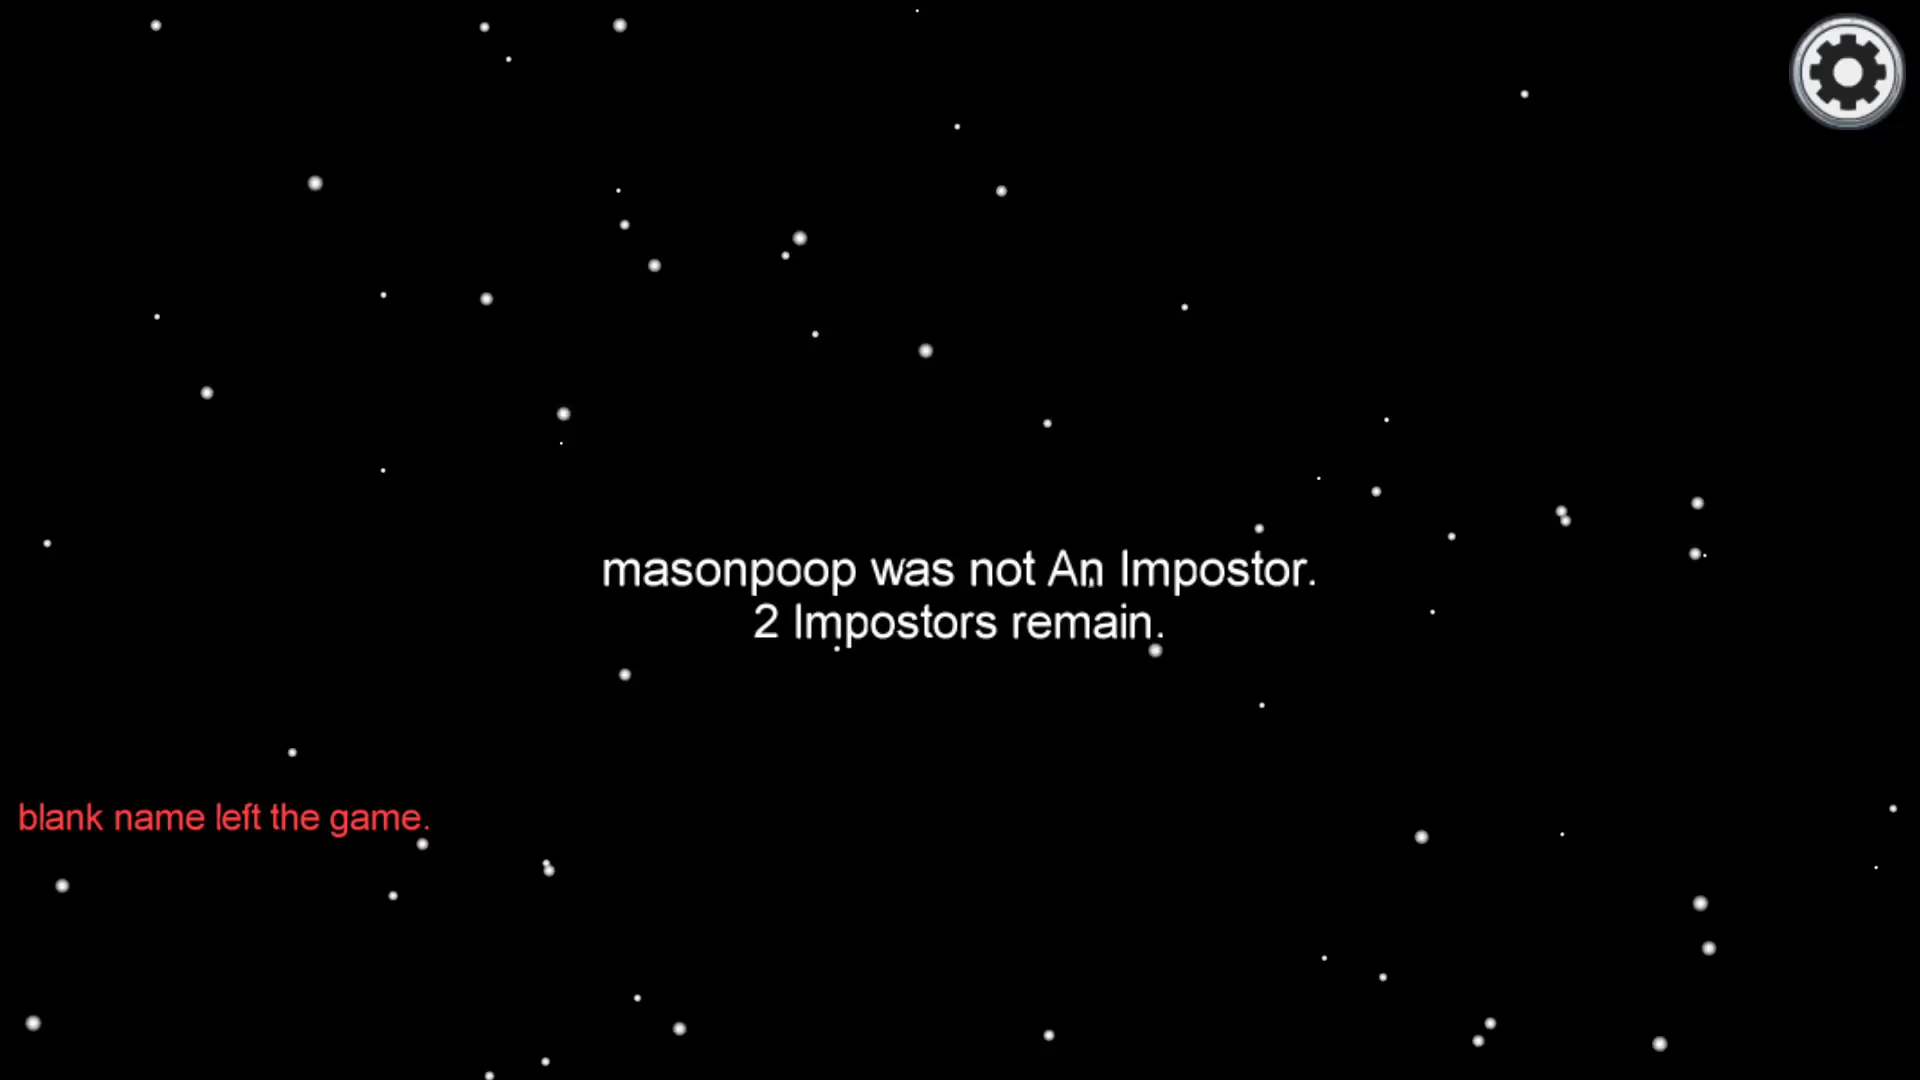 masonpoop was not An Impostor.
2 Impostors remain.
blank name left the game.